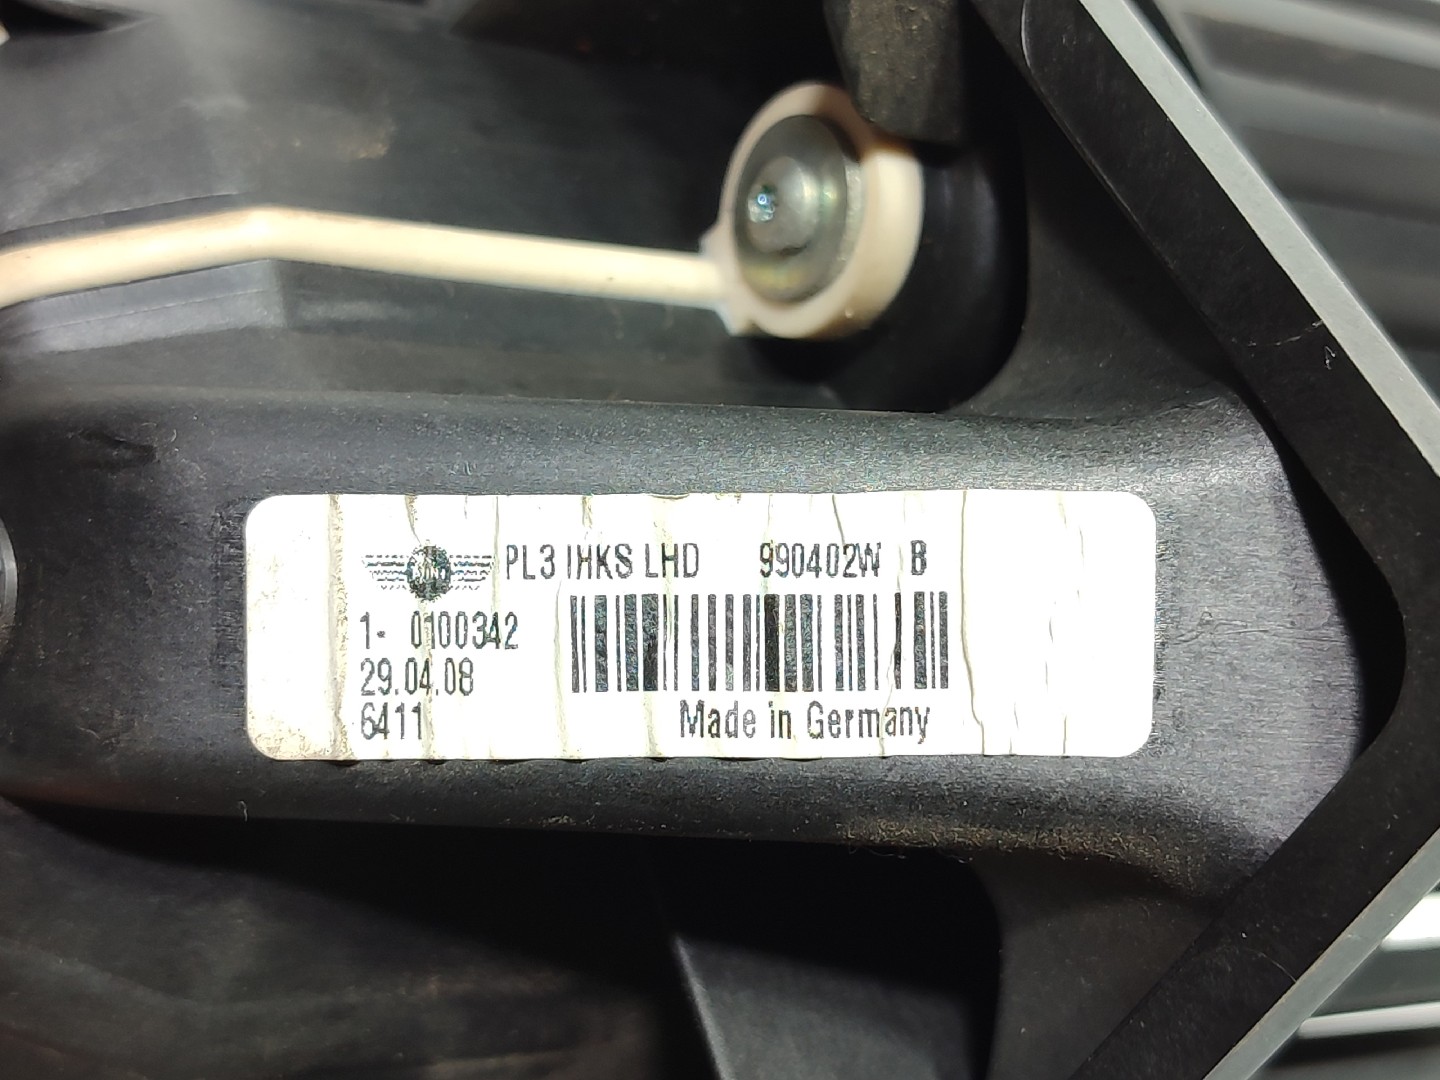 PL3 IHKS LHD 990402W B
1- 0100342
29.04.08
6411
Made in Germany